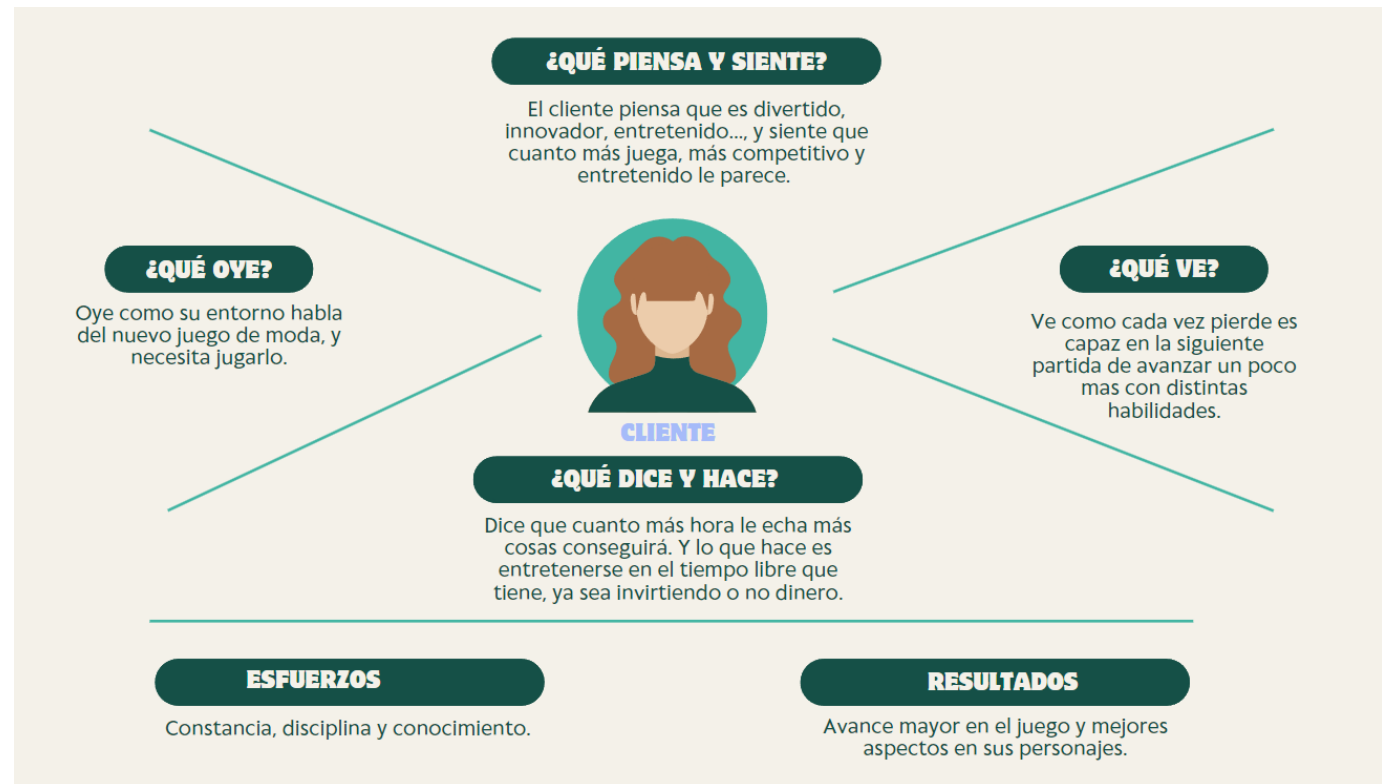 ¿QUÉ PIENSA Y SIENTE?
El cliente piensa que es divertido,
innovador, entretenido..., y siente que
cuanto más juega, más competitivo y
entretenido le parece.
¿QUÉ OYE?
Oye como su entorno habla
del nuevo juego de moda, y
necesita jugarlo.
¿QUÉ VE?
Ve como cada vez pierde es
capaz en la siguiente
partida de avanzar un poco
mas con distintas
habilidades.
CLIENTE
¿QUÉ DICE Y HACE?
Dice que cuanto más hora le echa más
cosas conseguirá. Y lo que hace es
entretenerse en el tiempo libre que
tiene, ya sea invirtiendo o no dinero.
ESFUERZOS
Constancia, disciplina y conocimiento.
RESULTADOS
Avance mayor en el juego y mejores
aspectos en sus personajes.